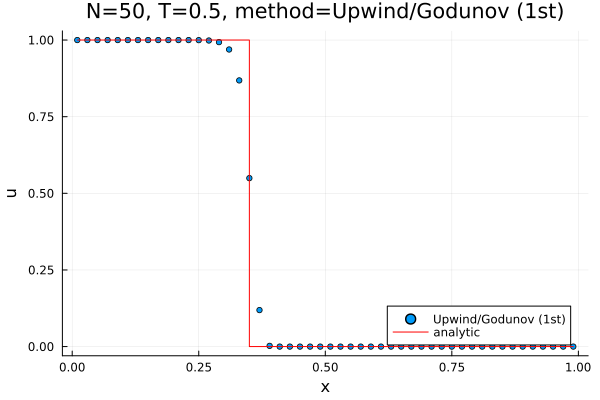 N=50, T=0.5, method=Upwind/Godunov (1st)
1.00
0.75
u
0.50
0.25
0.00
Upwind/Godunov (1st)
analytic
0.00 0.25 0.50 0.75 1.00
x